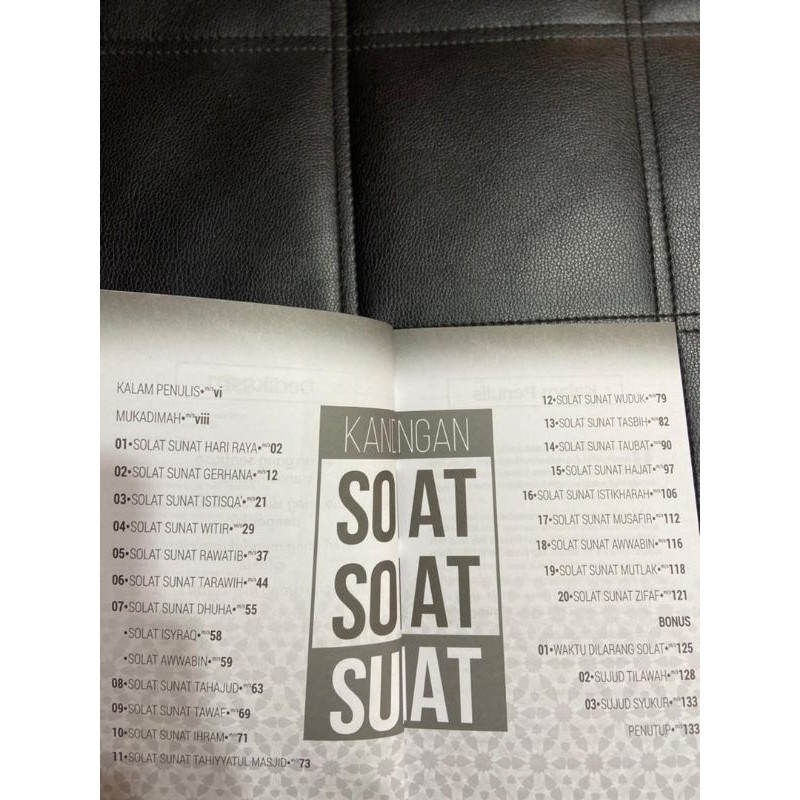 KALAM PENULIS•m/s vi
MUKADIMAH•m/s viii
01•SOLAT SUNAT HARI RAYA•m/s 02
02•SOLAT SUNAT GERHANA•m/s 12
03•SOLAT SUNAT ISTISQA'•m/s 21
04•SOLAT SUNAT WITIR•m/s 29
05•SOLAT SUNAT RAWATIB•m/s 37
06•SOLAT SUNAT TARAWIH•m/s 44
07•SOLAT SUNAT DHUHA•m/s 55
•SOLAT ISYRAQ•m/s 58
•SOLAT AWWABIN•m/s 59
08•SOLAT SUNAT TAHAJUD•m/s 63
09•SOLAT SUNAT TAWAF•m/s 69
10•SOLAT SUNAT IHRAM•m/s 71
11•SOLAT SUNAT TAHIYYATUL MASJID•m/s 73
KANDNGAN
SO AT
SO AT
SUNAT
12•SOLAT SUNAT WUDUK•m/s 79
13•SOLAT SUNAT TASBIH•m/s 82
14•SOLAT SUNAT TAUBAT•m/s 90
15•SOLAT SUNAT HAJAT•m/s 97
16•SOLAT SUNAT ISTIKHARAH•m/s 106
17•SOLAT SUNAT MUSAFIR•m/s 112
18•SOLAT SUNAT AWWABIN•m/s 116
19•SOLAT SUNAT MUTLAK•m/s 118
20•SOLAT SUNAT ZIFAF•m/s 121
BONUS
01•WAKTU DILARANG SOLAT•m/s 125
02•SUJUD TILAWAH•m/s 128
03•SUJUD SYUKUR•m/s 133
PENUTUP•m/s 133